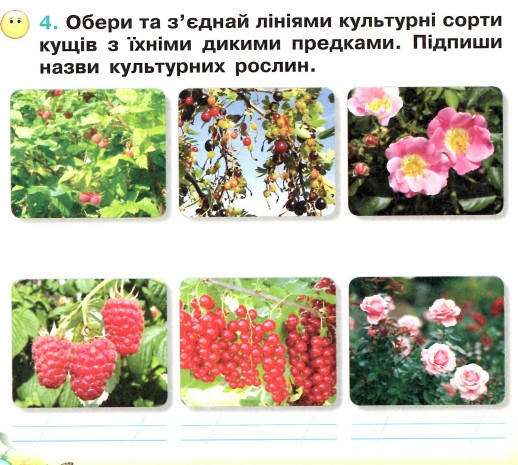 4. Обери та з’єднай лініями культурні сорти
кущів з їхніми дикими предками. Підпиши
назви культурних рослин.